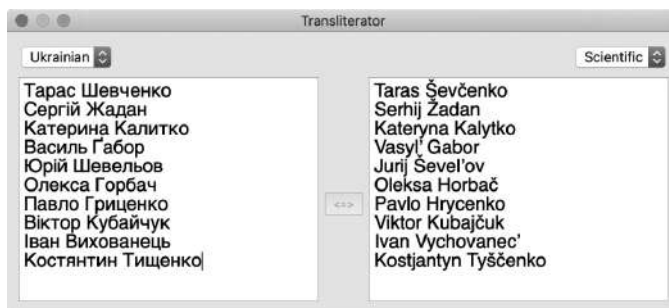 Transliterator
Ukrainian
Scientific
Тарас Шевченко
Сергій Жадан
Катерина Калитко
Василь Ґабор
Юрій Шевельов
Олекса Горбач
Павло Гриценко
Віктор Кубайчук
Іван Вихованець
Костянтин Тищенко
<=>
Taras Ševčenko
Serhij Žadan
Kateryna Kalytko
Vasyl’ Gabor
Jurij Ševel’ov
Oleksa Horbač
Pavlo Hrycenko
Viktor Kubajčuk
Ivan Vychovanec’
Kostjantyn Tyščenko